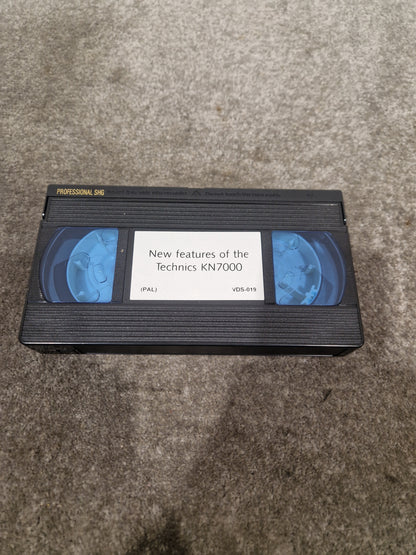 PROFESSIONAL SHG
New features of the
Technics KN7000
(PAL) VDS-019